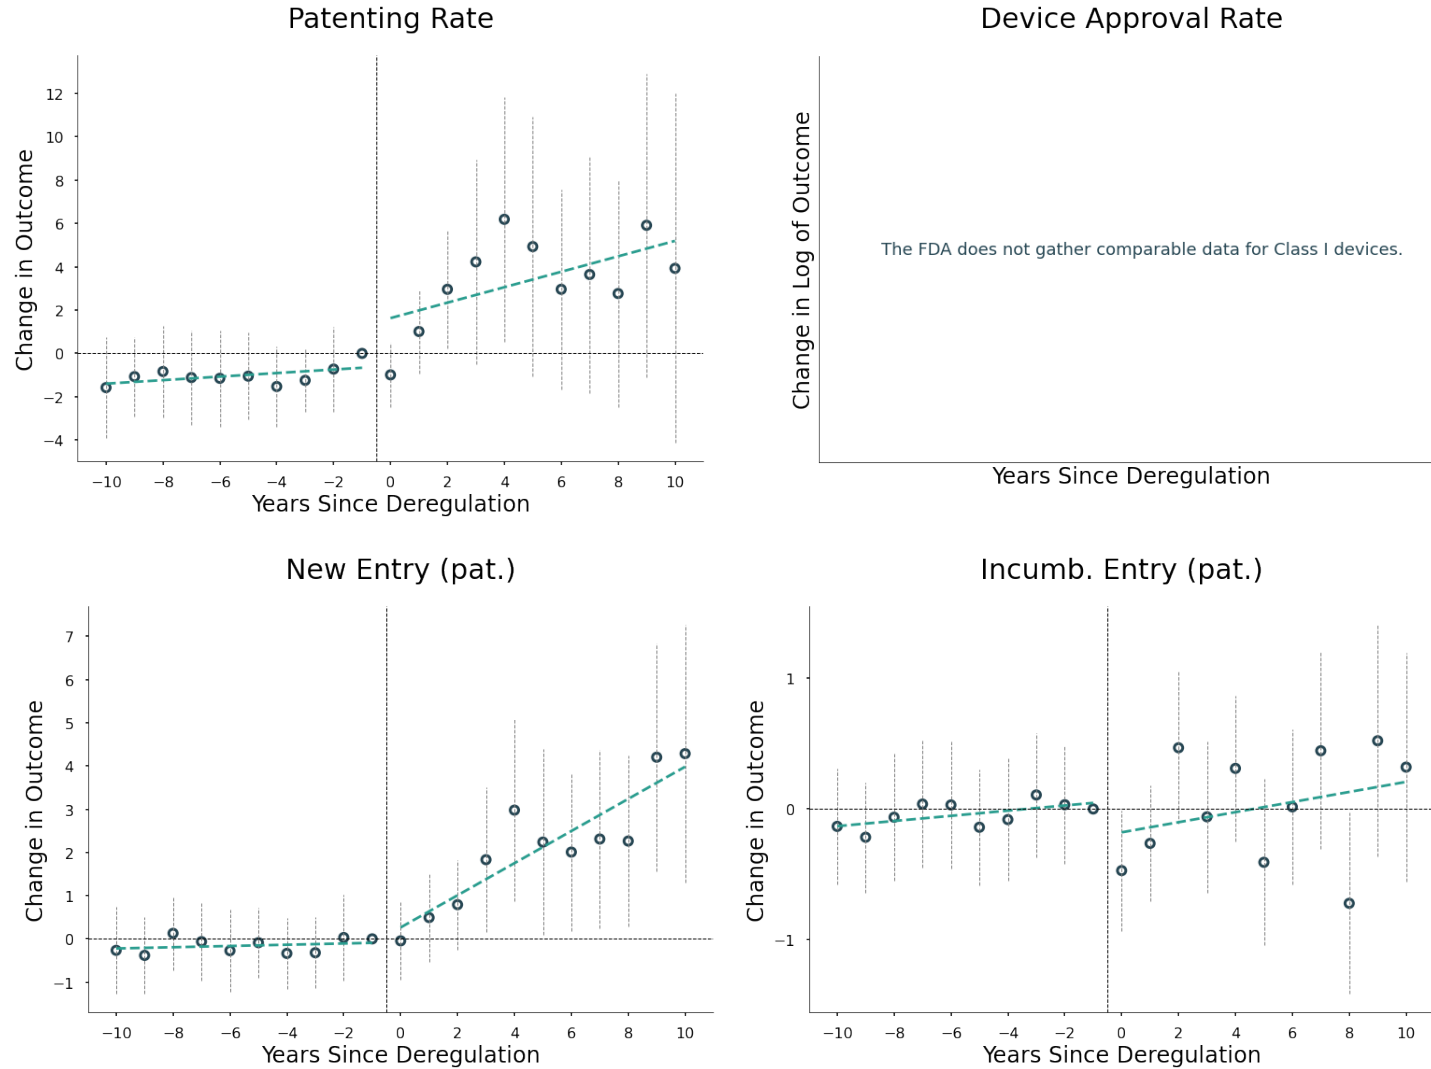 Patenting Rate
Device Approval Rate
Change in Outcome
12
10
8
6
4
2
0
−2
−4
−10 −8 −6 −4 −2 0 2 4 6 8 10
Years Since Deregulation
Change in Log of Outcome
The FDA does not gather comparable data for Class I devices.
Years Since Deregulation
New Entry (pat.)
Incumb. Entry (pat.)
Change in Outcome
7
6
5
4
3
2
1
0
−1
−10 −8 −6 −4 −2 0 2 4 6 8 10
Years Since Deregulation
Change in Outcome
1
0
−1
−10 −8 −6 −4 −2 0 2 4 6 8 10
Years Since Deregulation